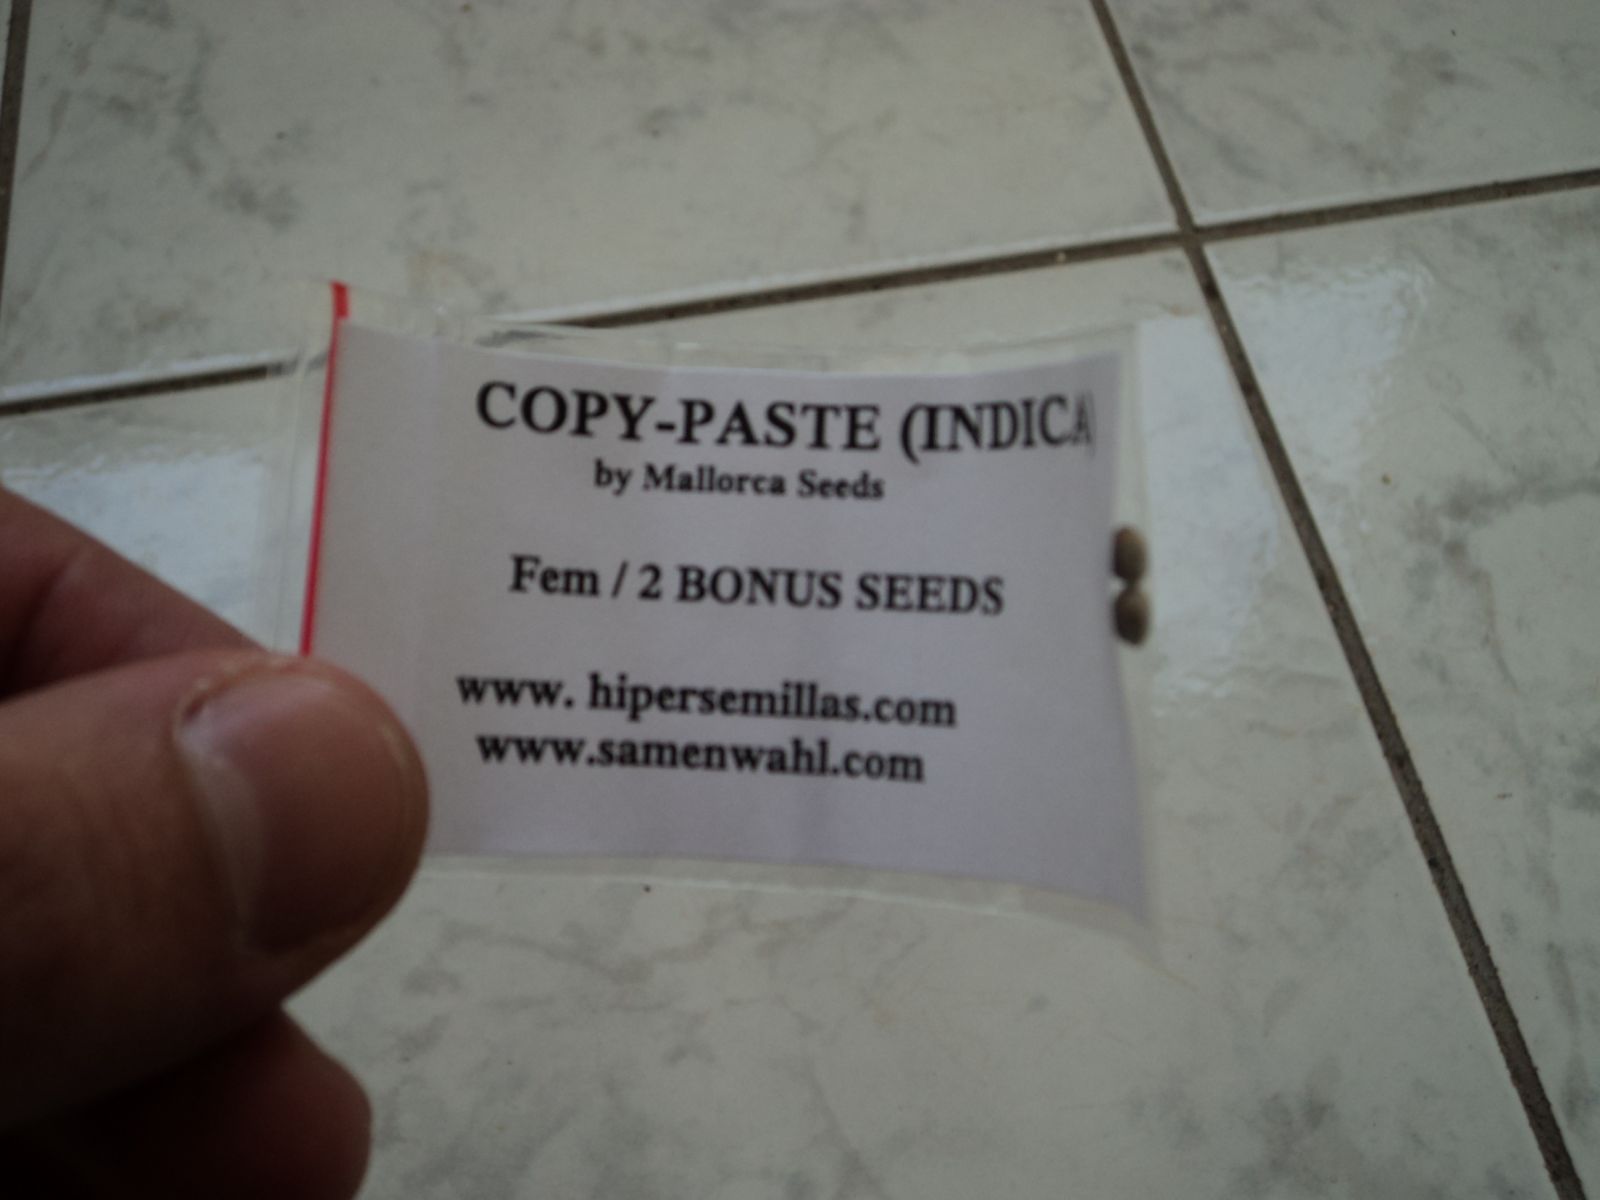 COPY-PASTE (INDICA)
by Mallorca Seeds
Fem / 2 BONUS SEEDS
www. hipersemillas.com
www.samenwahl.com